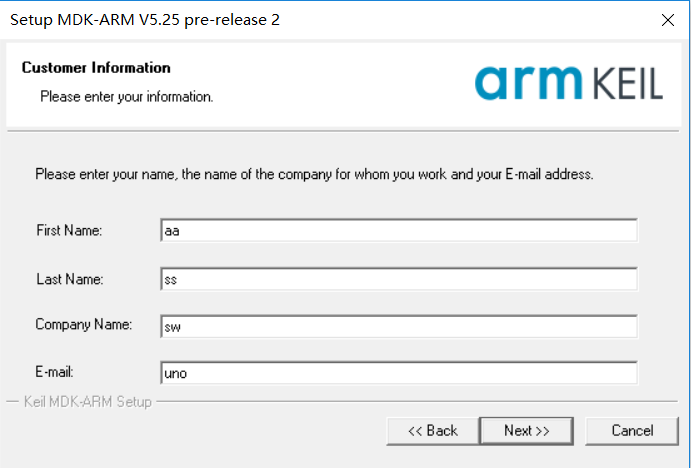 Setup MDK-ARM V5.25 pre-release 2
Customer Information
Please enter your information.
arm KEIL
Please enter your name, the name of the company for whom you work and your E-mail address.
First Name: aa
Last Name: ss
Company Name: sw
E-mail: uno
Keil MDK-ARM Setup
<< Back Next >> Cancel